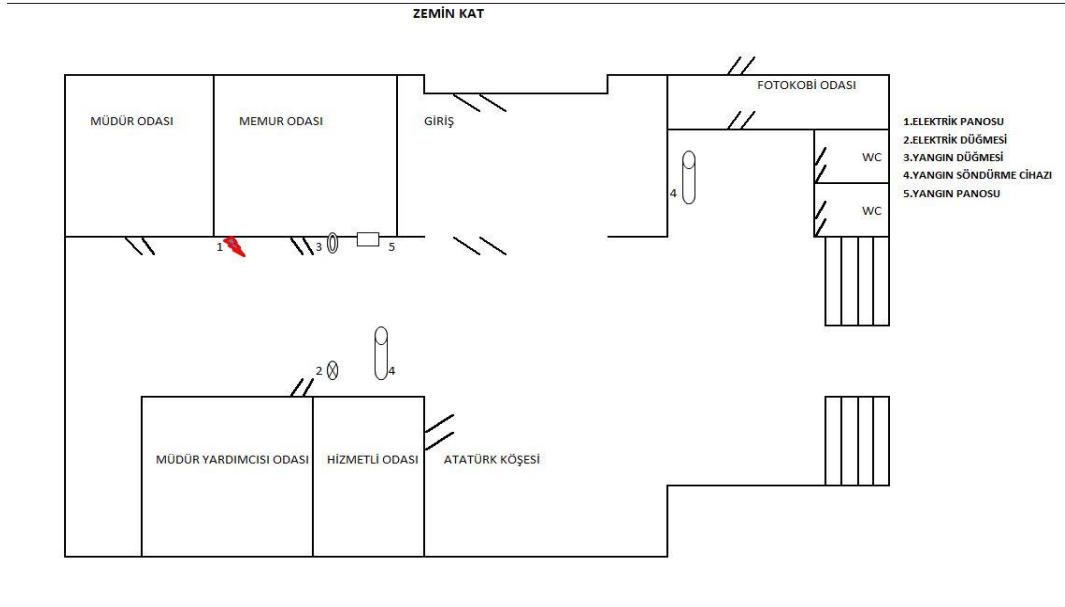 ZEMİN KAT
FOTOKOBİ ODASI
MÜDÜR ODASI
MEMUR ODASI
GİRİŞ
1.ELEKTRİK PANOSU
2.ELEKTRİK DÜĞMESİ
3.YANGIN DÜĞMESİ
4.YANGIN SÖNDÜRME CİHAZI
5.YANGIN PANOSU
WC
4
WC
1
3
5
2
4
MÜDÜR YARDIMCISI ODASI
HİZMETLİ ODASI
ATATÜRK KÖŞESİ